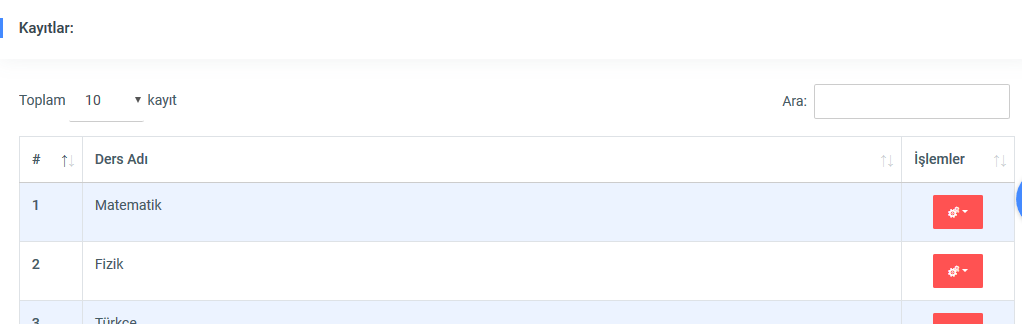 Kayıtlar:
Toplam 10 kayıt Ara:
# Ders Adı İşlemler
1 Matematik
2 Fizik
3 Türkçe